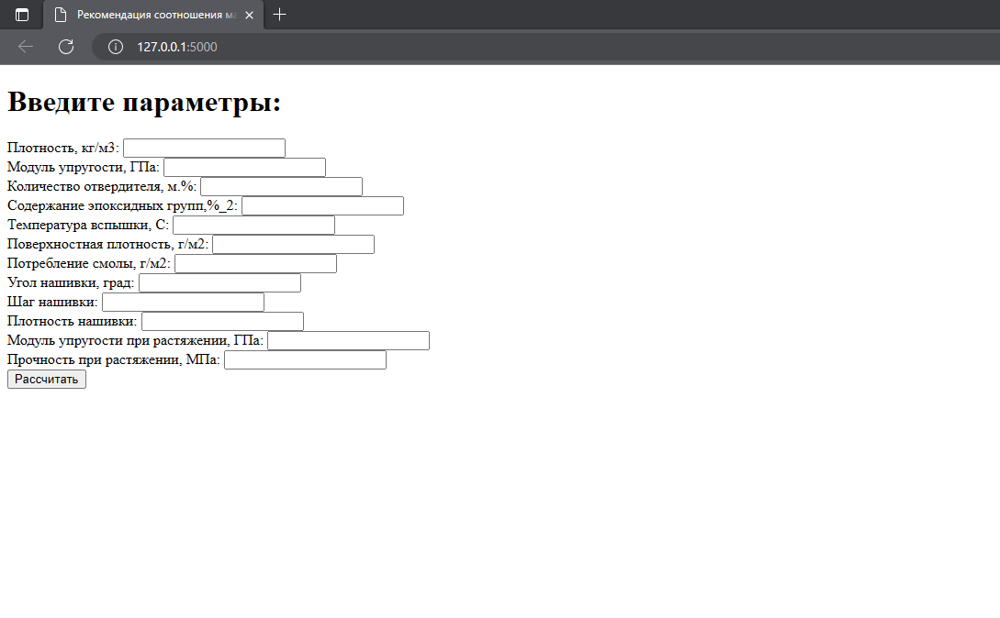 Рекомендация соотношения ма
127.0.0.1:5000
Введите параметры:
Плотность, кг/м3:
Модуль упругости, ГПа:
Количество отвердителя, м.%:
Содержание эпоксидных групп,%_2:
Температура вспышки, С:
Поверхностная плотность, г/м2:
Потребление смолы, г/м2:
Угол нашивки, град:
Шаг нашивки:
Плотность нашивки:
Модуль упругости при растяжении, ГПа:
Прочность при растяжении, МПа:
Рассчитать